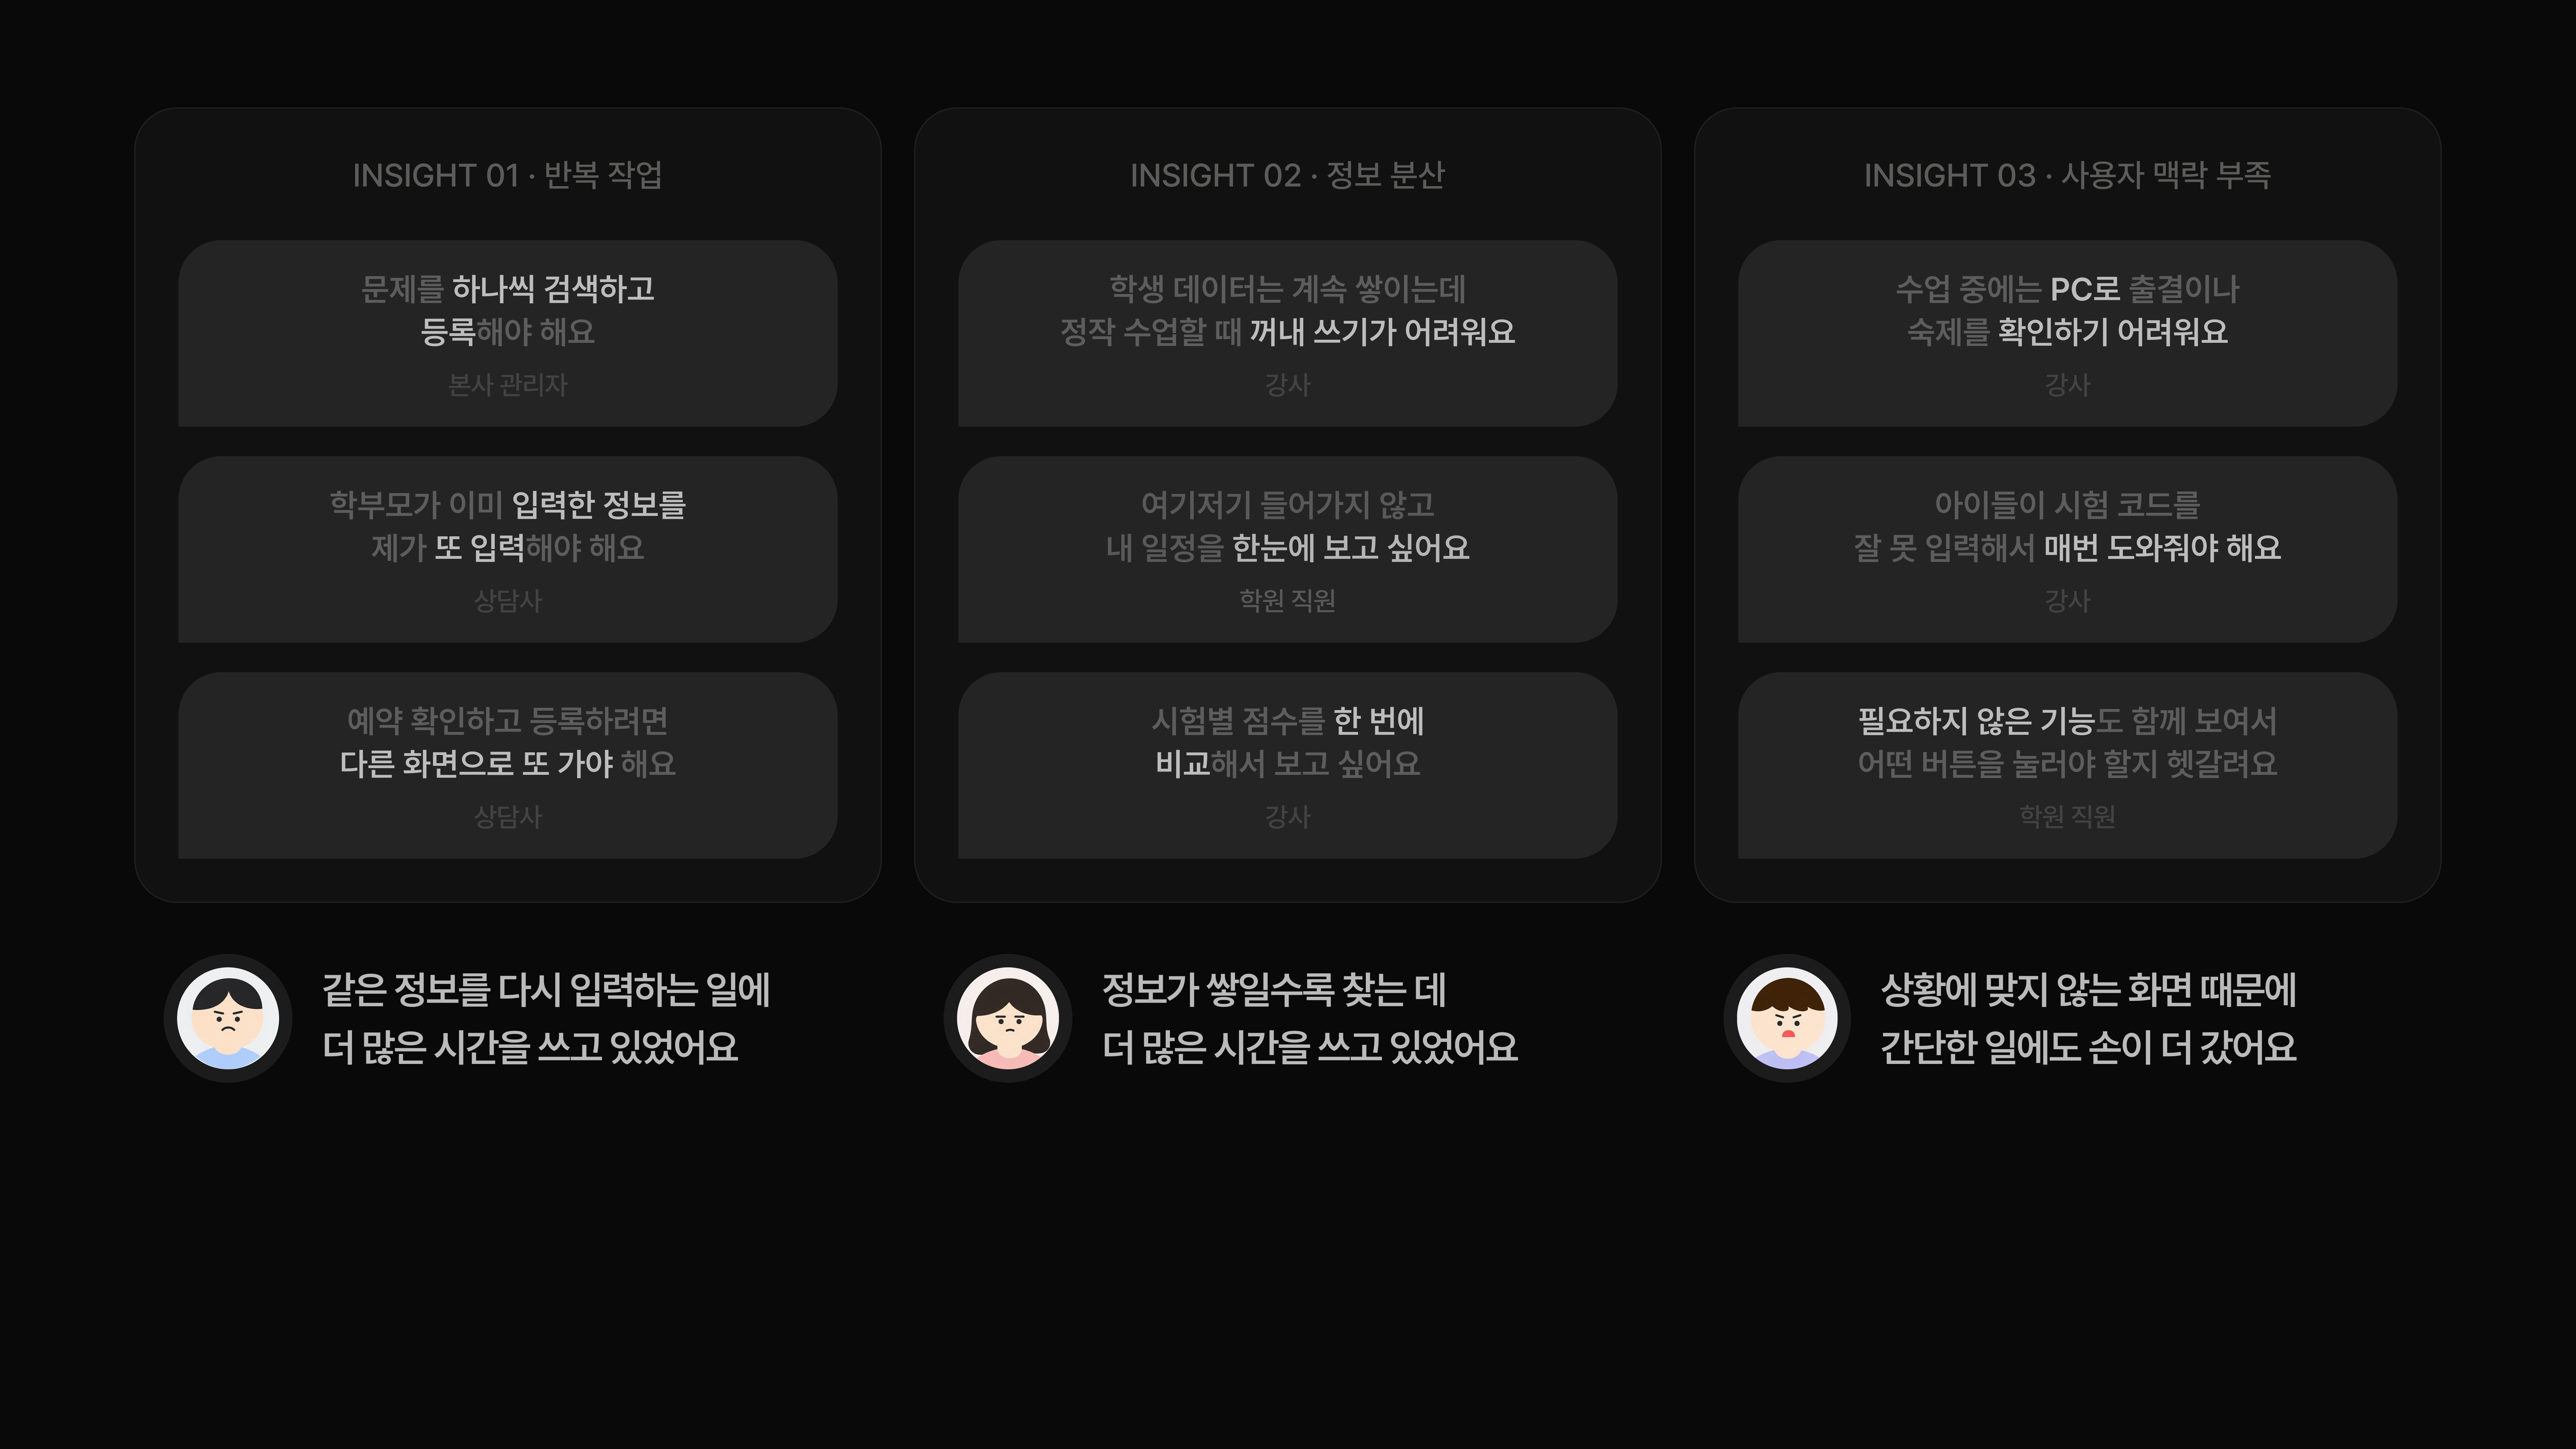 INSIGHT 01 · 반복 작업
문제를 하나씩 검색하고
등록해야 해요
본사 관리자
학부모가 이미 입력한 정보를
제가 또 입력해야 해요
상담사
예약 확인하고 등록하려면
다른 화면으로 또 가야 해요
상담사
같은 정보를 다시 입력하는 일에
더 많은 시간을 쓰고 있었어요
INSIGHT 02 · 정보 분산
학생 데이터는 계속 쌓이는데
정작 수업할 때 꺼내 쓰기가 어려워요
강사
여기저기 들어가지 않고
내 일정을 한눈에 보고 싶어요
학원 직원
시험별 점수를 한 번에
비교해서 보고 싶어요
강사
정보가 쌓일수록 찾는 데
더 많은 시간을 쓰고 있었어요
INSIGHT 03 · 사용자 맥락 부족
수업 중에는 PC로 출결이나
숙제를 확인하기 어려워요
강사
아이들이 시험 코드를
잘 못 입력해서 매번 도와줘야 해요
강사
필요하지 않은 기능도 함께 보여서
어떤 버튼을 눌러야 할지 헷갈려요
학원 직원
상황에 맞지 않는 화면 때문에
간단한 일에도 손이 더 갔어요